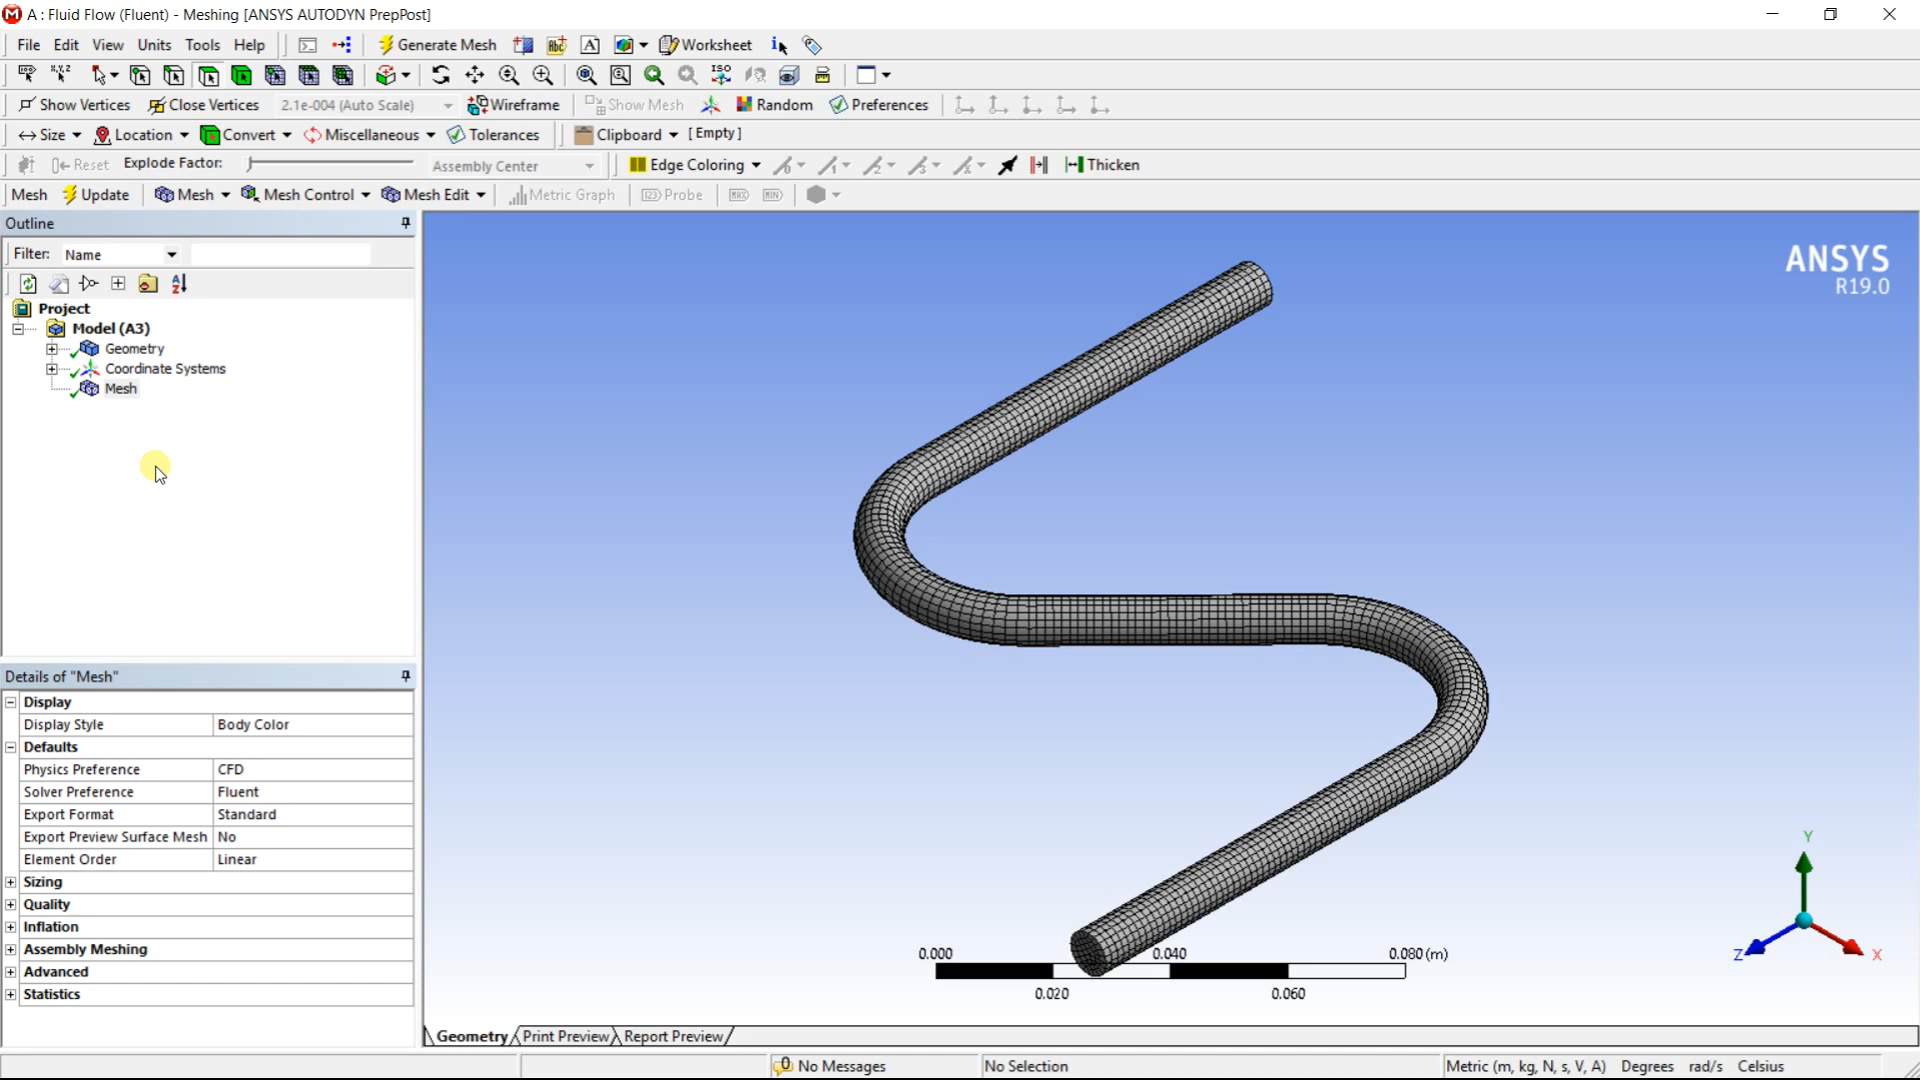 A : Fluid Flow (Fluent) - Meshing [ANSYS AUTODYN PrepPost]
File Edit View Units Tools Help Generate Mesh Worksheet
Show Vertices Close Vertices 2.1e-004 (Auto Scale) Wireframe Show Mesh Random Preferences
Size Location Convert Miscellaneous Tolerances Clipboard [ Empty ]
Reset Explode Factor: Assembly Center Edge Coloring Thicken
Mesh Update Mesh Mesh Control Mesh Edit Metric Graph Probe MAX MIN
Outline
Filter: Name
Project
Model (A3)
Geometry
Coordinate Systems
Mesh
Details of "Mesh"
Display
Display Style Body Color
Defaults
Physics Preference CFD
Solver Preference Fluent
Export Format Standard
Export Preview Surface Mesh No
Element Order Linear
Sizing
Quality
Inflation
Assembly Meshing
Advanced
Statistics
ANSYS
R19.0
Y
Z
X
0.000 0.040 0.080 (m)
0.020 0.060
Geometry Print Preview Report Preview
0 No Messages No Selection Metric (m, kg, N, s, V, A) Degrees rad/s Celsius